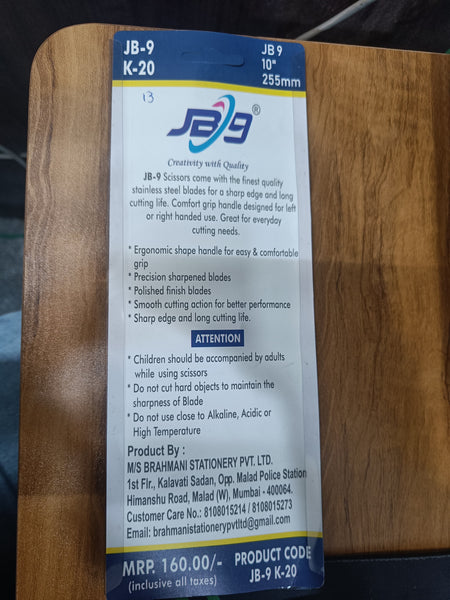 JB-9
K-20
JB 9
10"
255mm
13
JB9®
Creativity with Quality
JB-9 Scissors come with the finest quality
stainless steel blades for a sharp edge and long
cutting life. Comfort grip handle designed for left
or right handed use. Great for everyday
cutting needs.
* Ergonomic shape handle for easy & comfortable
grip
* Precision sharpened blades
* Polished finish blades
* Smooth cutting action for better performance
* Sharp edge and long cutting life.
ATTENTION
* Children should be accompanied by adults
while using scissors
* Do not cut hard objects to maintain the
sharpness of Blade
* Do not use close to Alkaline, Acidic or
High Temperature
Product By :
M/S BRAHMANI STATIONERY PVT. LTD.
1st Flr., Kalavati Sadan, Opp. Malad Police Station
Himanshu Road, Malad (W), Mumbai - 400064.
Customer Care No.: 8108015214 / 8108015273
Email: brahmanistationerypvtltd@gmail.com
MRP. 160.00/-
(inclusive all taxes)
PRODUCT CODE
JB-9 K-20